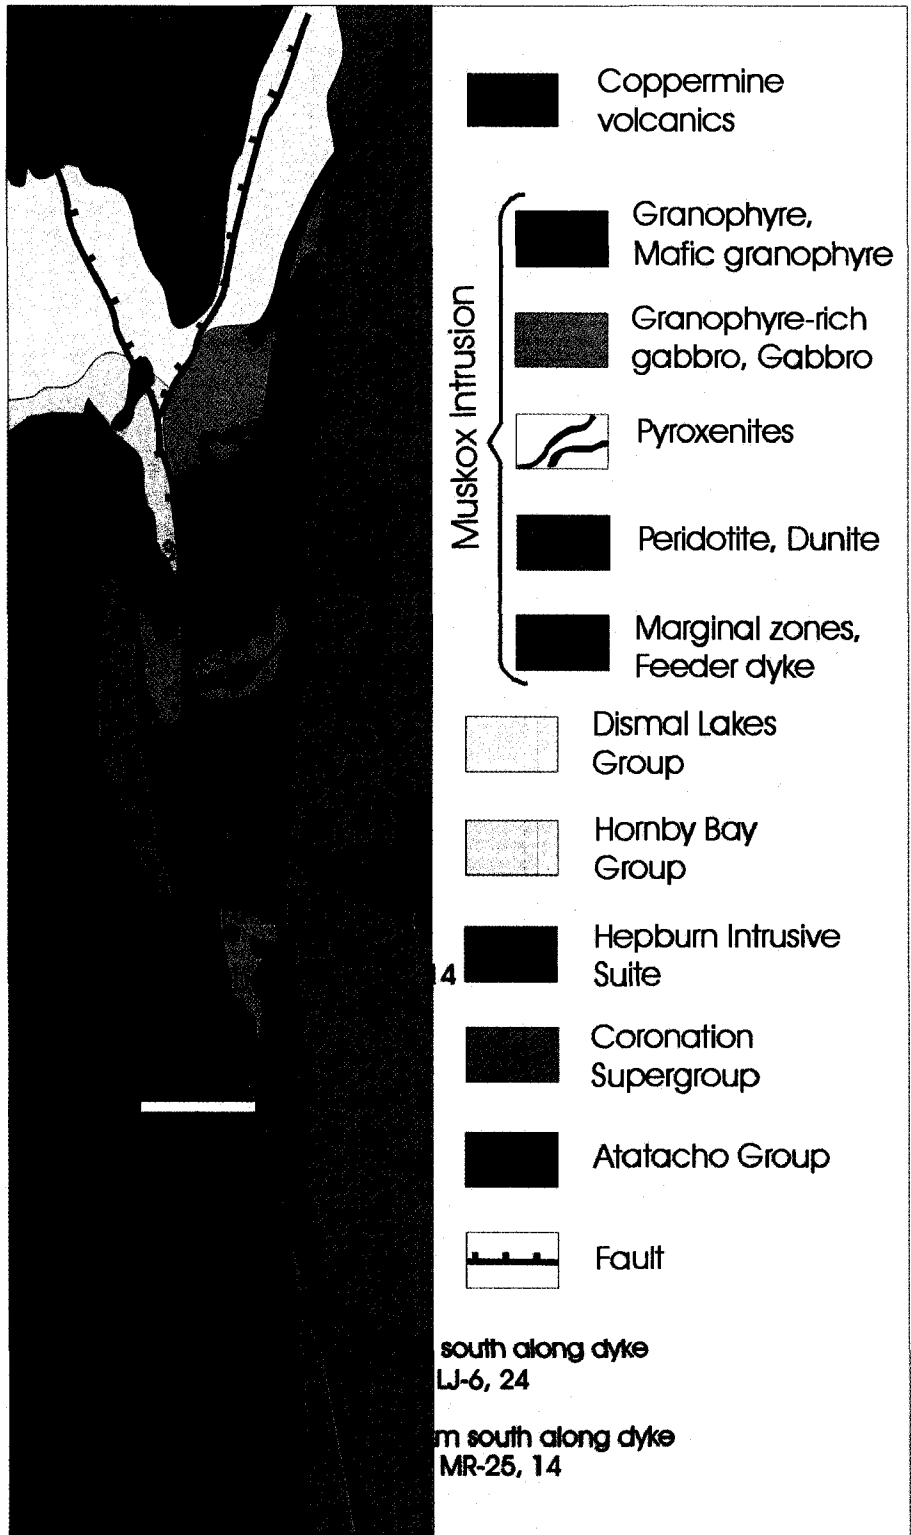 Coppermine
volcanics
Muskox Intrusion
Granophyre,
Mafic granophyre
Granophyre-rich
gabbro, Gabbro
Pyroxenites
Peridotite, Dunite
Marginal zones,
Feeder dyke
Dismal Lakes
Group
Hornby Bay
Group
Hepburn Intrusive
Suite
14
Coronation
Supergroup
Atatacho Group
Fault
south along dyke
LJ-6, 24
m south along dyke
MR-25, 14